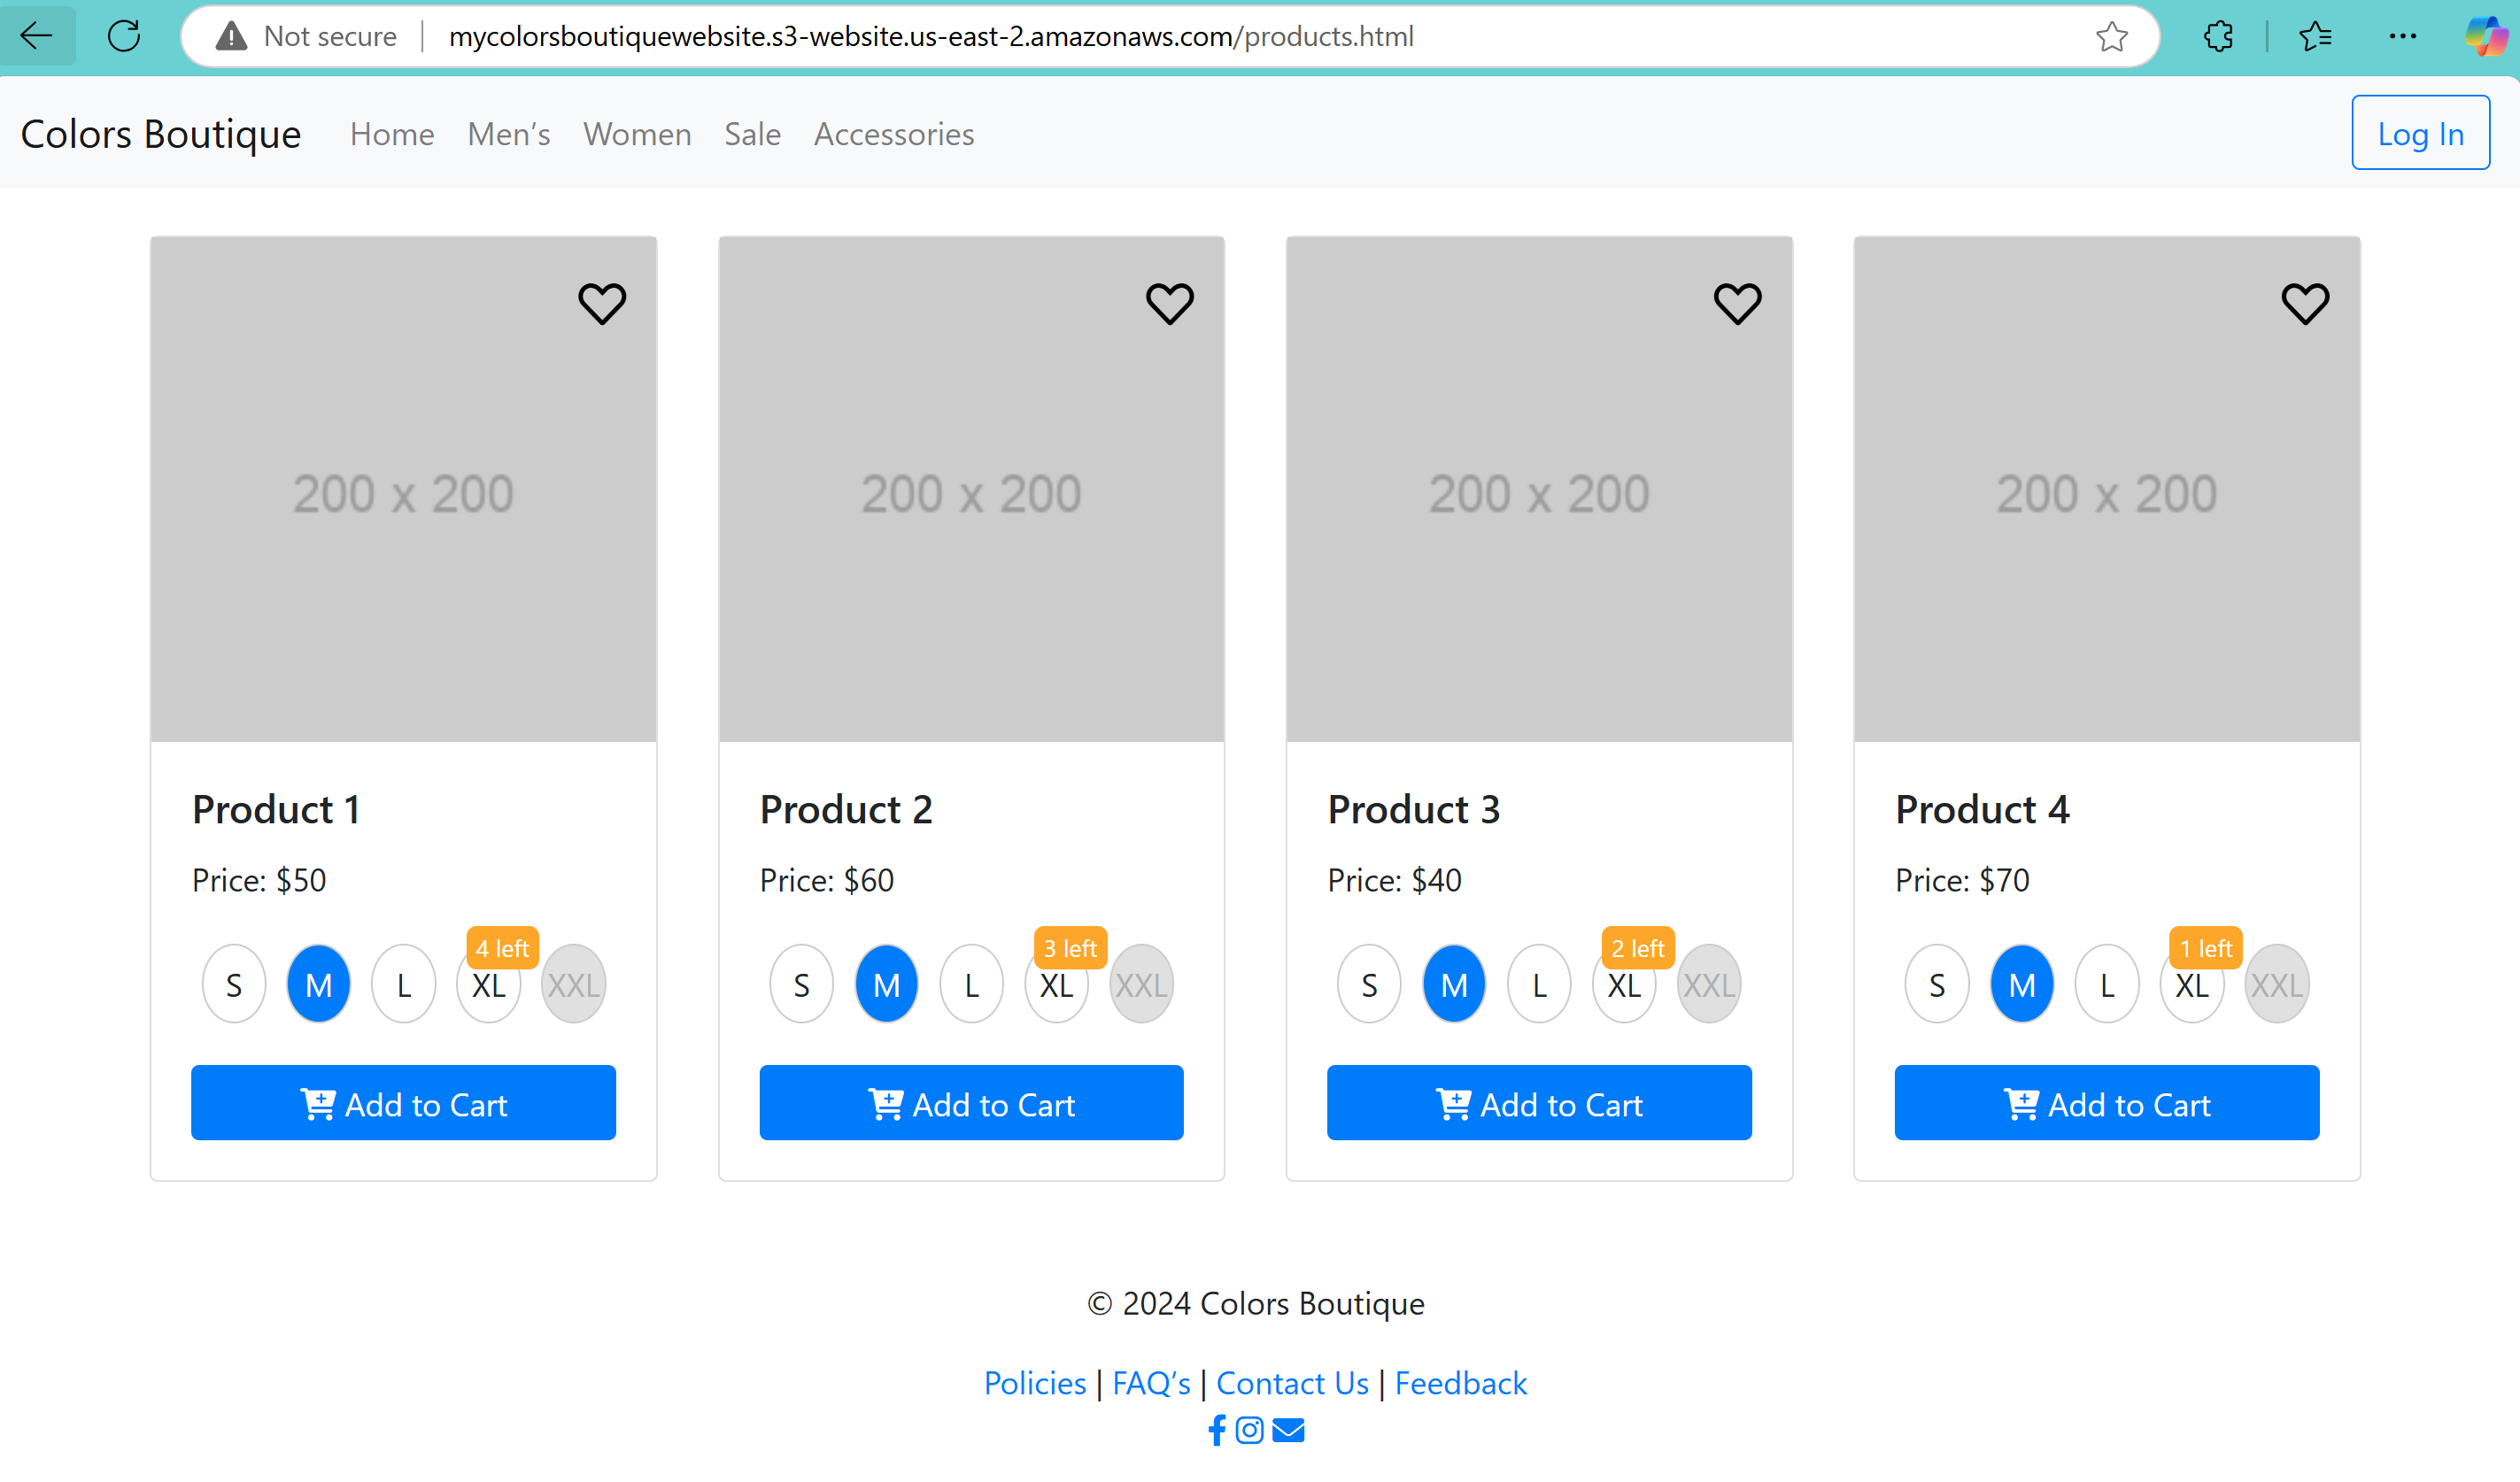 Not secure | mycolorsboutiquewebsite.s3-website.us-east-2.amazonaws.com/products.html
Colors Boutique Home Men's Women Sale Accessories Log In
200 x 200 200 x 200 200 x 200 200 x 200
Product 1 Product 2 Product 3 Product 4
Price: $50 Price: $60 Price: $40 Price: $70
4 left 3 left 2 left 1 left
S M L XL XXL S M L XL XXL S M L XL XXL S M L XL XXL
Add to Cart Add to Cart Add to Cart Add to Cart
© 2024 Colors Boutique
Policies | FAQ's | Contact Us | Feedback